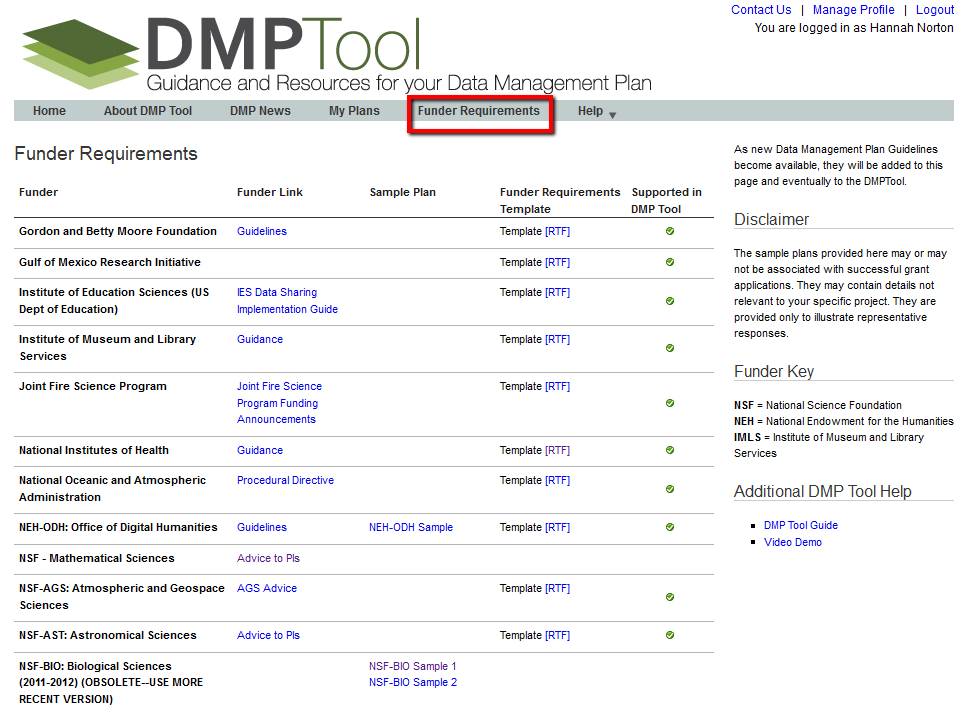 Contact Us | Manage Profile | Logout
You are logged in as Hannah Norton
DMPTool
Guidance and Resources for your Data Management Plan
Home About DMP Tool DMP News My Plans Funder Requirements Help
Funder Requirements
Funder Funder Link Sample Plan Funder Requirements Template Supported in DMP Tool
Gordon and Betty Moore Foundation Guidelines Template [RTF]
Gulf of Mexico Research Initiative Template [RTF]
Institute of Education Sciences (US IES Data Sharing Template [RTF]
Dept of Education) Implementation Guide
Institute of Museum and Library Guidance Template [RTF]
Services
Joint Fire Science Program Joint Fire Science Template [RTF]
Program Funding
Announcements
National Institutes of Health Guidance Template [RTF]
National Oceanic and Atmospheric Procedural Directive Template [RTF]
Administration
NEH-ODH: Office of Digital Humanities Guidelines NEH-ODH Sample Template [RTF]
NSF - Mathematical Sciences Advice to PIs
NSF-AGS: Atmospheric and Geospace AGS Advice Template [RTF]
Sciences
NSF-AST: Astronomical Sciences Advice to PIs Template [RTF]
NSF-BIO: Biological Sciences NSF-BIO Sample 1
(2011-2012) (OBSOLETE--USE MORE NSF-BIO Sample 2
RECENT VERSION)
As new Data Management Plan Guidelines
become available, they will be added to this
page and eventually to the DMPTool.
Disclaimer
The sample plans provided here may or may
not be associated with successful grant
applications. They may contain details not
relevant to your specific project. They are
provided only to illustrate representative
responses.
Funder Key
NSF = National Science Foundation
NEH = National Endowment for the Humanities
IMLS = Institute of Museum and Library
Services
Additional DMP Tool Help
DMP Tool Guide
Video Demo